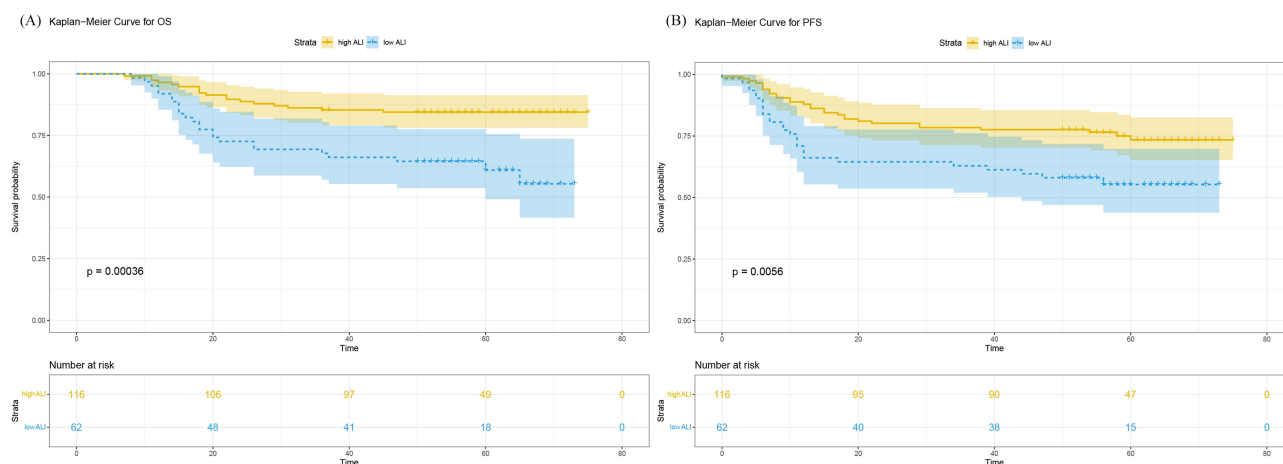 (A) Kaplan−Meier Curve for OS
Strata high ALI low ALI
1.00
0.75
0.50
0.25
0.00
Survival probability
p = 0.00036
0 20 40 60 80
Time
Number at risk
high ALI 116 106 97 49 0
low ALI 62 48 41 18 0
Strata
0 20 40 60 80
Time
(B) Kaplan−Meier Curve for PFS
Strata high ALI low ALI
1.00
0.75
0.50
0.25
0.00
Survival probability
p = 0.0056
0 20 40 60 80
Time
Number at risk
high ALI 116 95 90 47 0
low ALI 62 40 38 15 0
Strata
0 20 40 60 80
Time